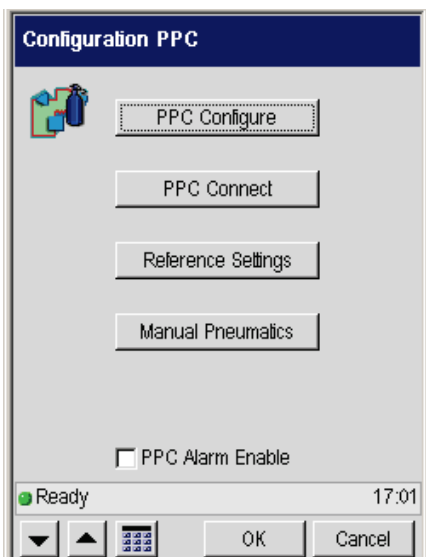 Configuration PPC
PPC Configure
PPC Connect
Reference Settings
Manual Pneumatics
PPC Alarm Enable
Ready 17:01
OK Cancel